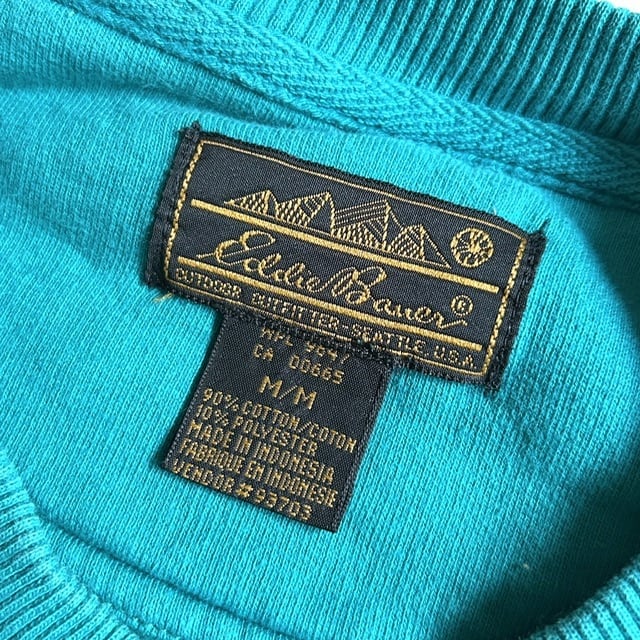 Eddie Bauer ®
OUTDOOR OUTFITTER-SEATTLE, U.S.A.
CA 00665
M/M
90% COTTON/COTON
10% POLYESTER
MADE IN INDONESIA
FABRIQUE EN INDONESIE
VENDOR # 93703